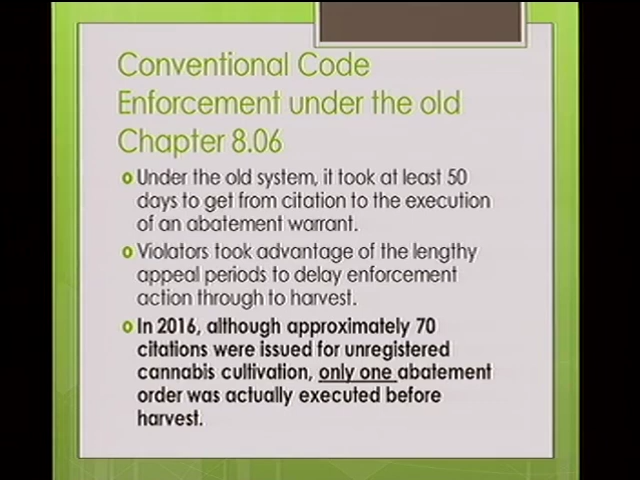 Conventional Code
Enforcement under the old
Chapter 8.06
Under the old system, it took at least 50
days to get from citation to the execution
of an abatement warrant.
Violators took advantage of the lengthy
appeal periods to delay enforcement
action through to harvest.
In 2016, although approximately 70
citations were issued for unregistered
cannabis cultivation, only one abatement
order was actually executed before
harvest.